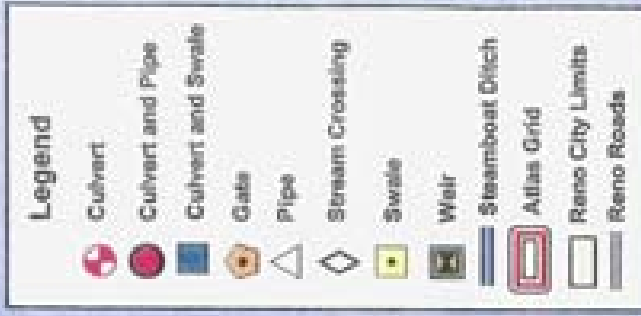 Legend
Culvert
Culvert and Pipe
Culvert and Swale
Gate
Pipe
Stream Crossing
Swale
Weir
Steamboat Ditch
Atlas Grid
Reno City Limits
Reno Roads